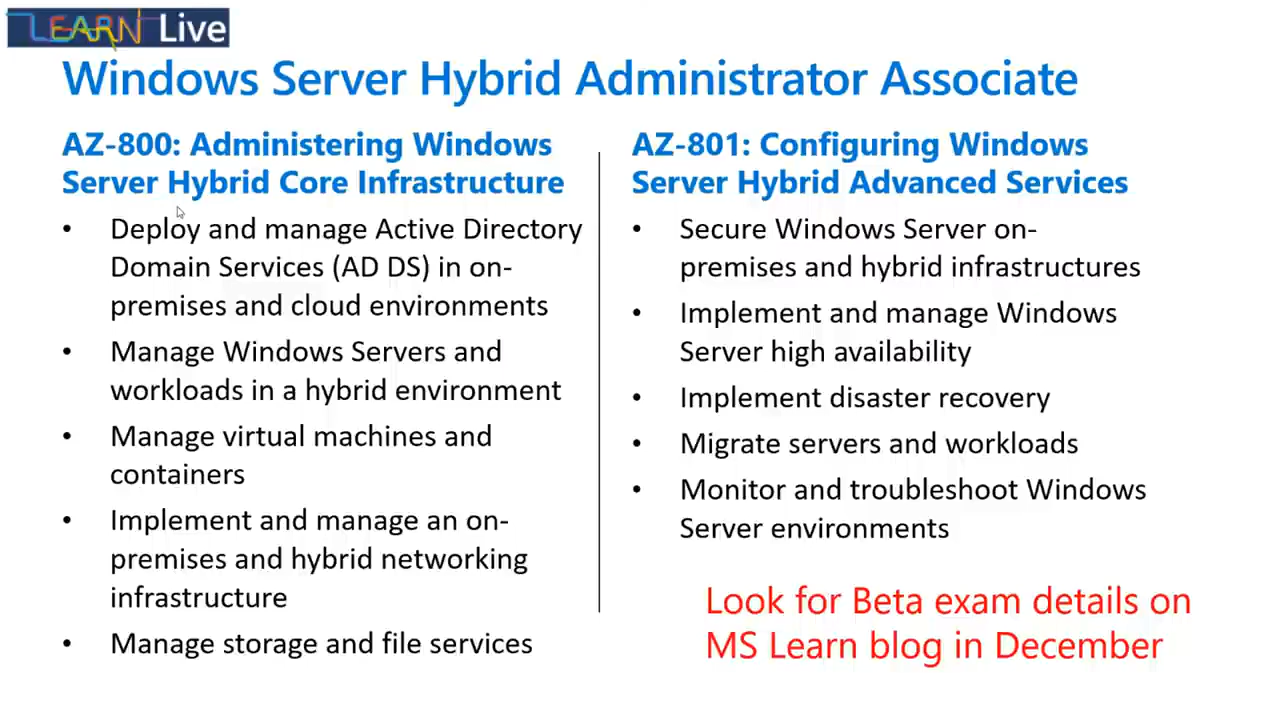 LEARN Live
Windows Server Hybrid Administrator Associate
AZ-800: Administering Windows
Server Hybrid Core Infrastructure
• Deploy and manage Active Directory
Domain Services (AD DS) in on-
premises and cloud environments
• Manage Windows Servers and
workloads in a hybrid environment
• Manage virtual machines and
containers
• Implement and manage an on-
premises and hybrid networking
infrastructure
• Manage storage and file services
AZ-801: Configuring Windows
Server Hybrid Advanced Services
• Secure Windows Server on-
premises and hybrid infrastructures
• Implement and manage Windows
Server high availability
• Implement disaster recovery
• Migrate servers and workloads
• Monitor and troubleshoot Windows
Server environments
Look for Beta exam details on
MS Learn blog in December